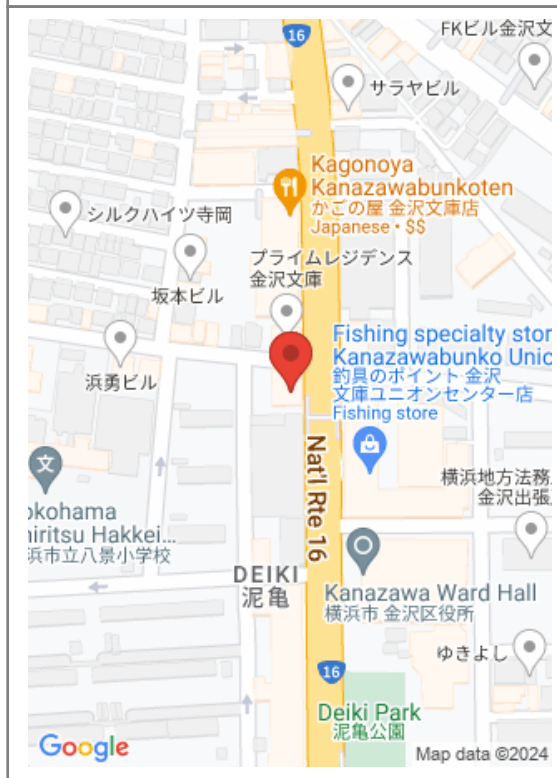 16
FKビル金沢文
サラヤビル
Kagonoya
Kanazawabunkoten
かごの屋 金沢文庫店
Japanese • $$
シルクハイツ寺岡
プライムレジデンス
金沢文庫
坂本ビル
Fishing specialty stor
Kanazawabunko Unic
釣具のポイント 金沢
文庫ユニオンセンター店
Fishing store
浜勇ビル
Nat'l Rte 16
文
okohama
niritsu Hakkei...
浜市立八景小学校
横浜地方法務
金沢出張
DEIKI
泥亀
Kanazawa Ward Hall
横浜市 金沢区役所
ゆきよし
16
Deiki Park
泥亀公園
Google
Map data ©2024